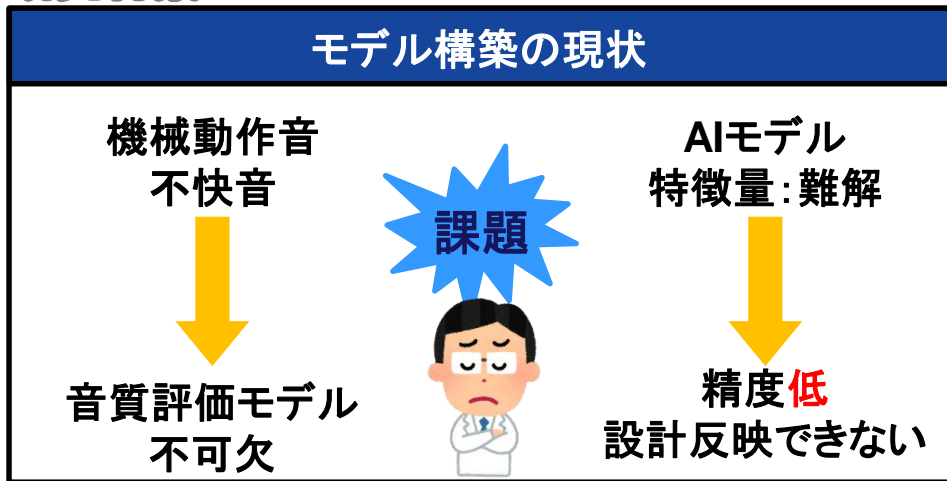 モデル構築の現状
機械動作音
不快音
音質評価モデル
不可欠
課題
AIモデル
特徴量：難解
精度低
設計反映できない